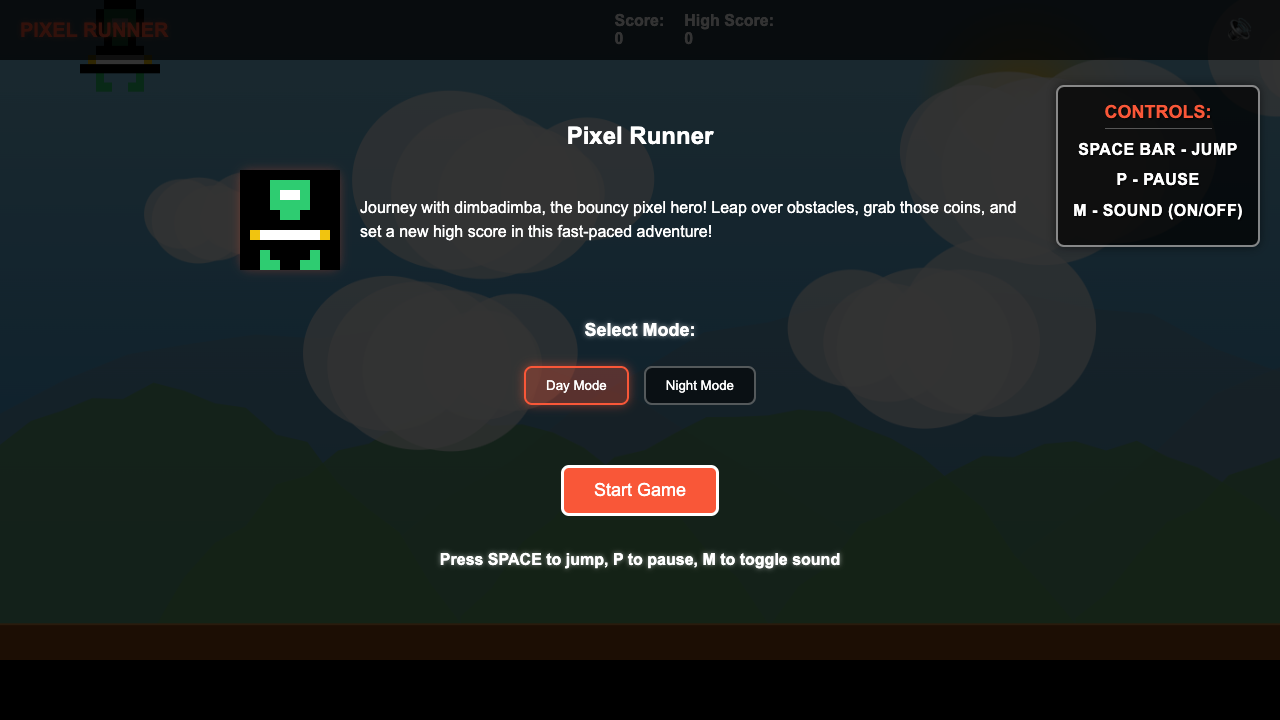 PIXEL RUNNER
Score:
0
High Score:
0
CONTROLS:
SPACE BAR - JUMP
P - PAUSE
M - SOUND (ON/OFF)
Pixel Runner
Journey with dimbadimba, the bouncy pixel hero! Leap over obstacles, grab those coins, and
set a new high score in this fast-paced adventure!
Select Mode:
Day Mode
Night Mode
Start Game
Press SPACE to jump, P to pause, M to toggle sound